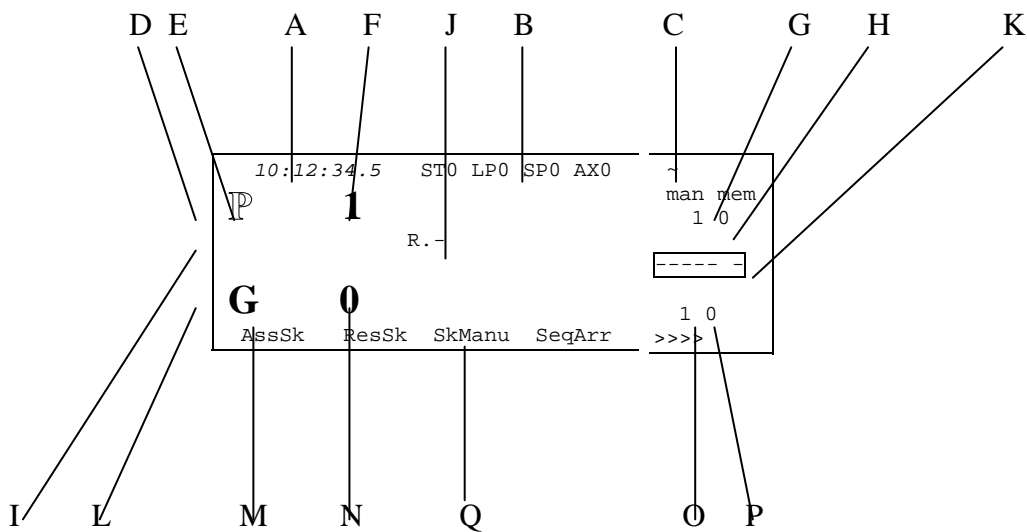 D E A F J B C G H K
10:12:34.5 ST0 LP0 SP0 AX0 ~
man mem
ℙ 1 1 0
R.-
----- -
G 0
1 0
AssSk ResSk SkManu SeqArr >>>>
I L M N Q O P